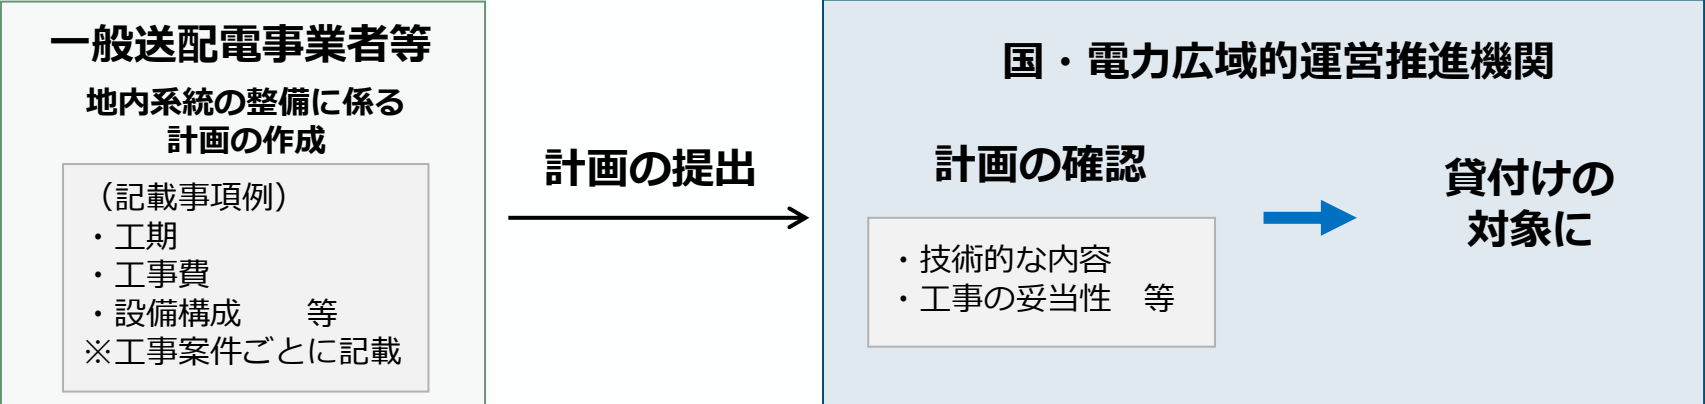 一般送配電事業者等
地内系統の整備に係る
計画の作成
（記載事項例）
・工期
・工事費
・設備構成　　等
※工事案件ごとに記載
計画の提出
国・電力広域的運営推進機関
計画の確認
・技術的な内容
・工事の妥当性　等
貸付けの
対象に